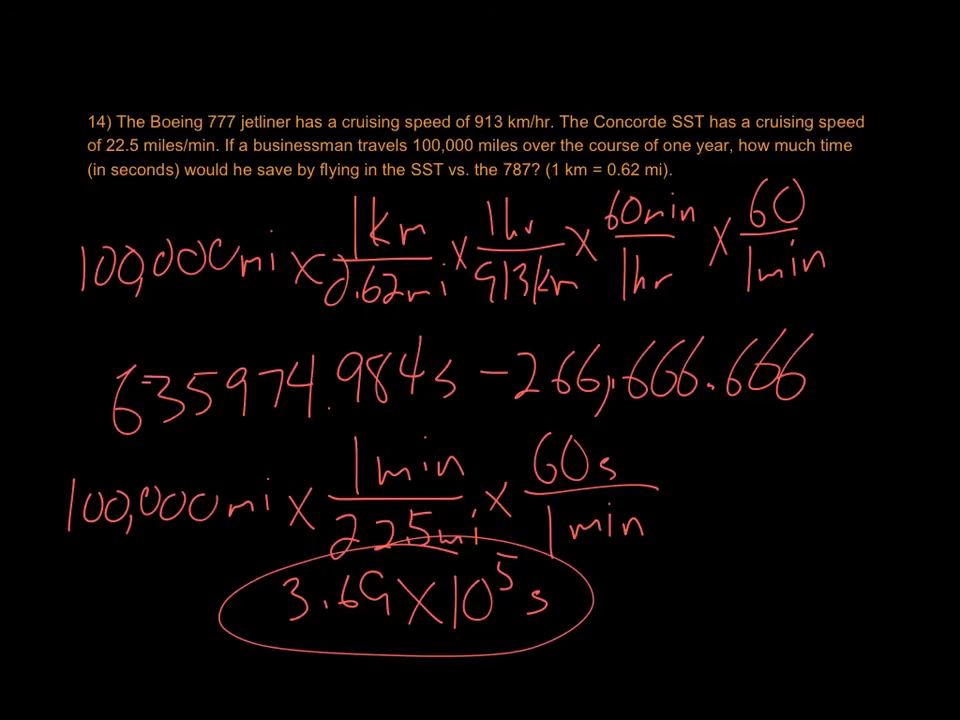 14) The Boeing 777 jetliner has a cruising speed of 913 km/hr. The Concorde SST has a cruising speed
of 22.5 miles/min. If a businessman travels 100,000 miles over the course of one year, how much time
(in seconds) would he save by flying in the SST vs. the 787? (1 km = 0.62 mi).
100,000mi × 1km/0.62mi × 1hr/913km × 60min/1hr × 60/1min
635974.984s - 266,666.666
100,000mi × 1min/22.5mi × 60s/1min
3.69×10⁵s